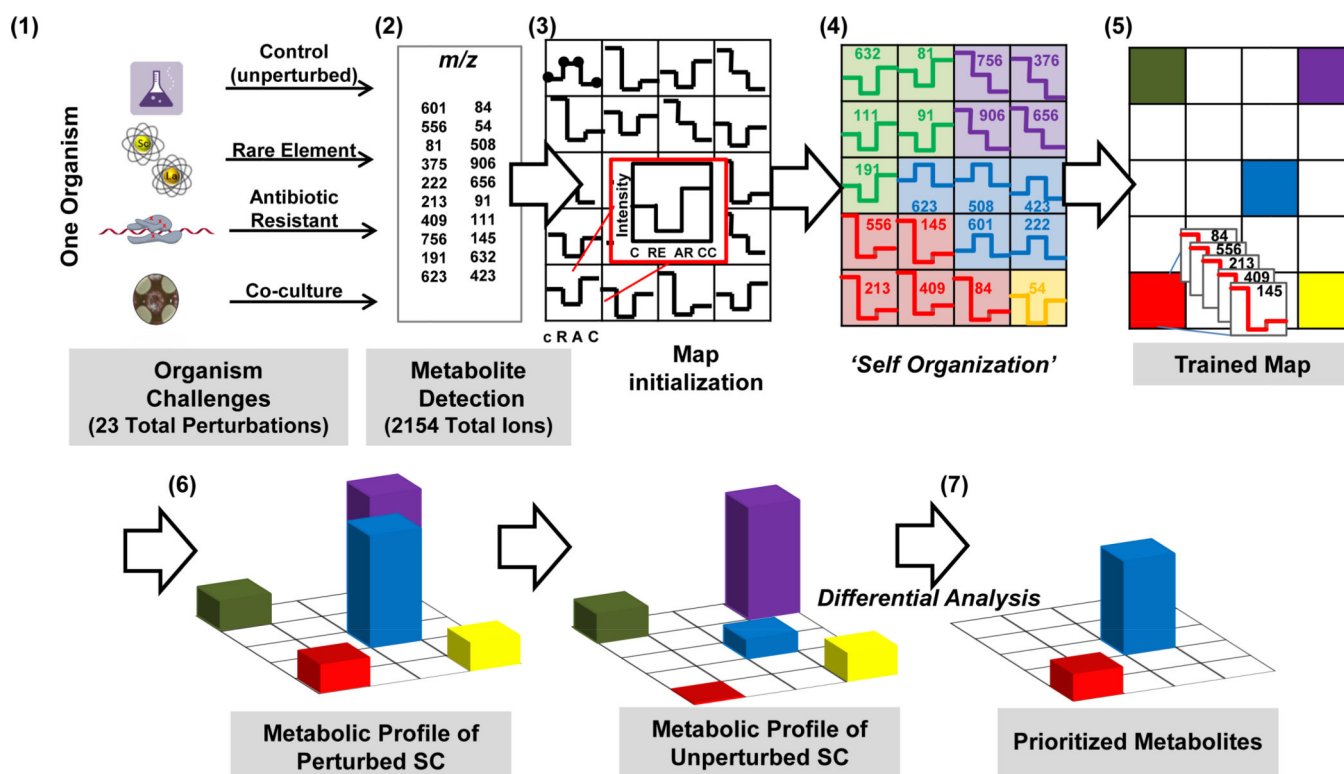 (1)
One Organism
Control
(unperturbed)
Rare Element
Sc
La
Antibiotic
Resistant
Co-culture
Organism
Challenges
(23 Total Perturbations)
(2)
m/z
601 84
556 54
81 508
375 906
222 656
213 91
409 111
756 145
191 632
623 423
Metabolite
Detection
(2154 Total Ions)
(3)
Intensity
C RE AR CC
c R A C
Map
initialization
(4)
632 81 756 376
111 91 906 656
191
623 508 423
556 145 601 222
213 409 84 54
‘Self Organization’
(5)
84
556
213
409
145
Trained Map
(6)
Metabolic Profile of
Perturbed SC
Metabolic Profile of
Unperturbed SC
Differential Analysis
(7)
Prioritized Metabolites